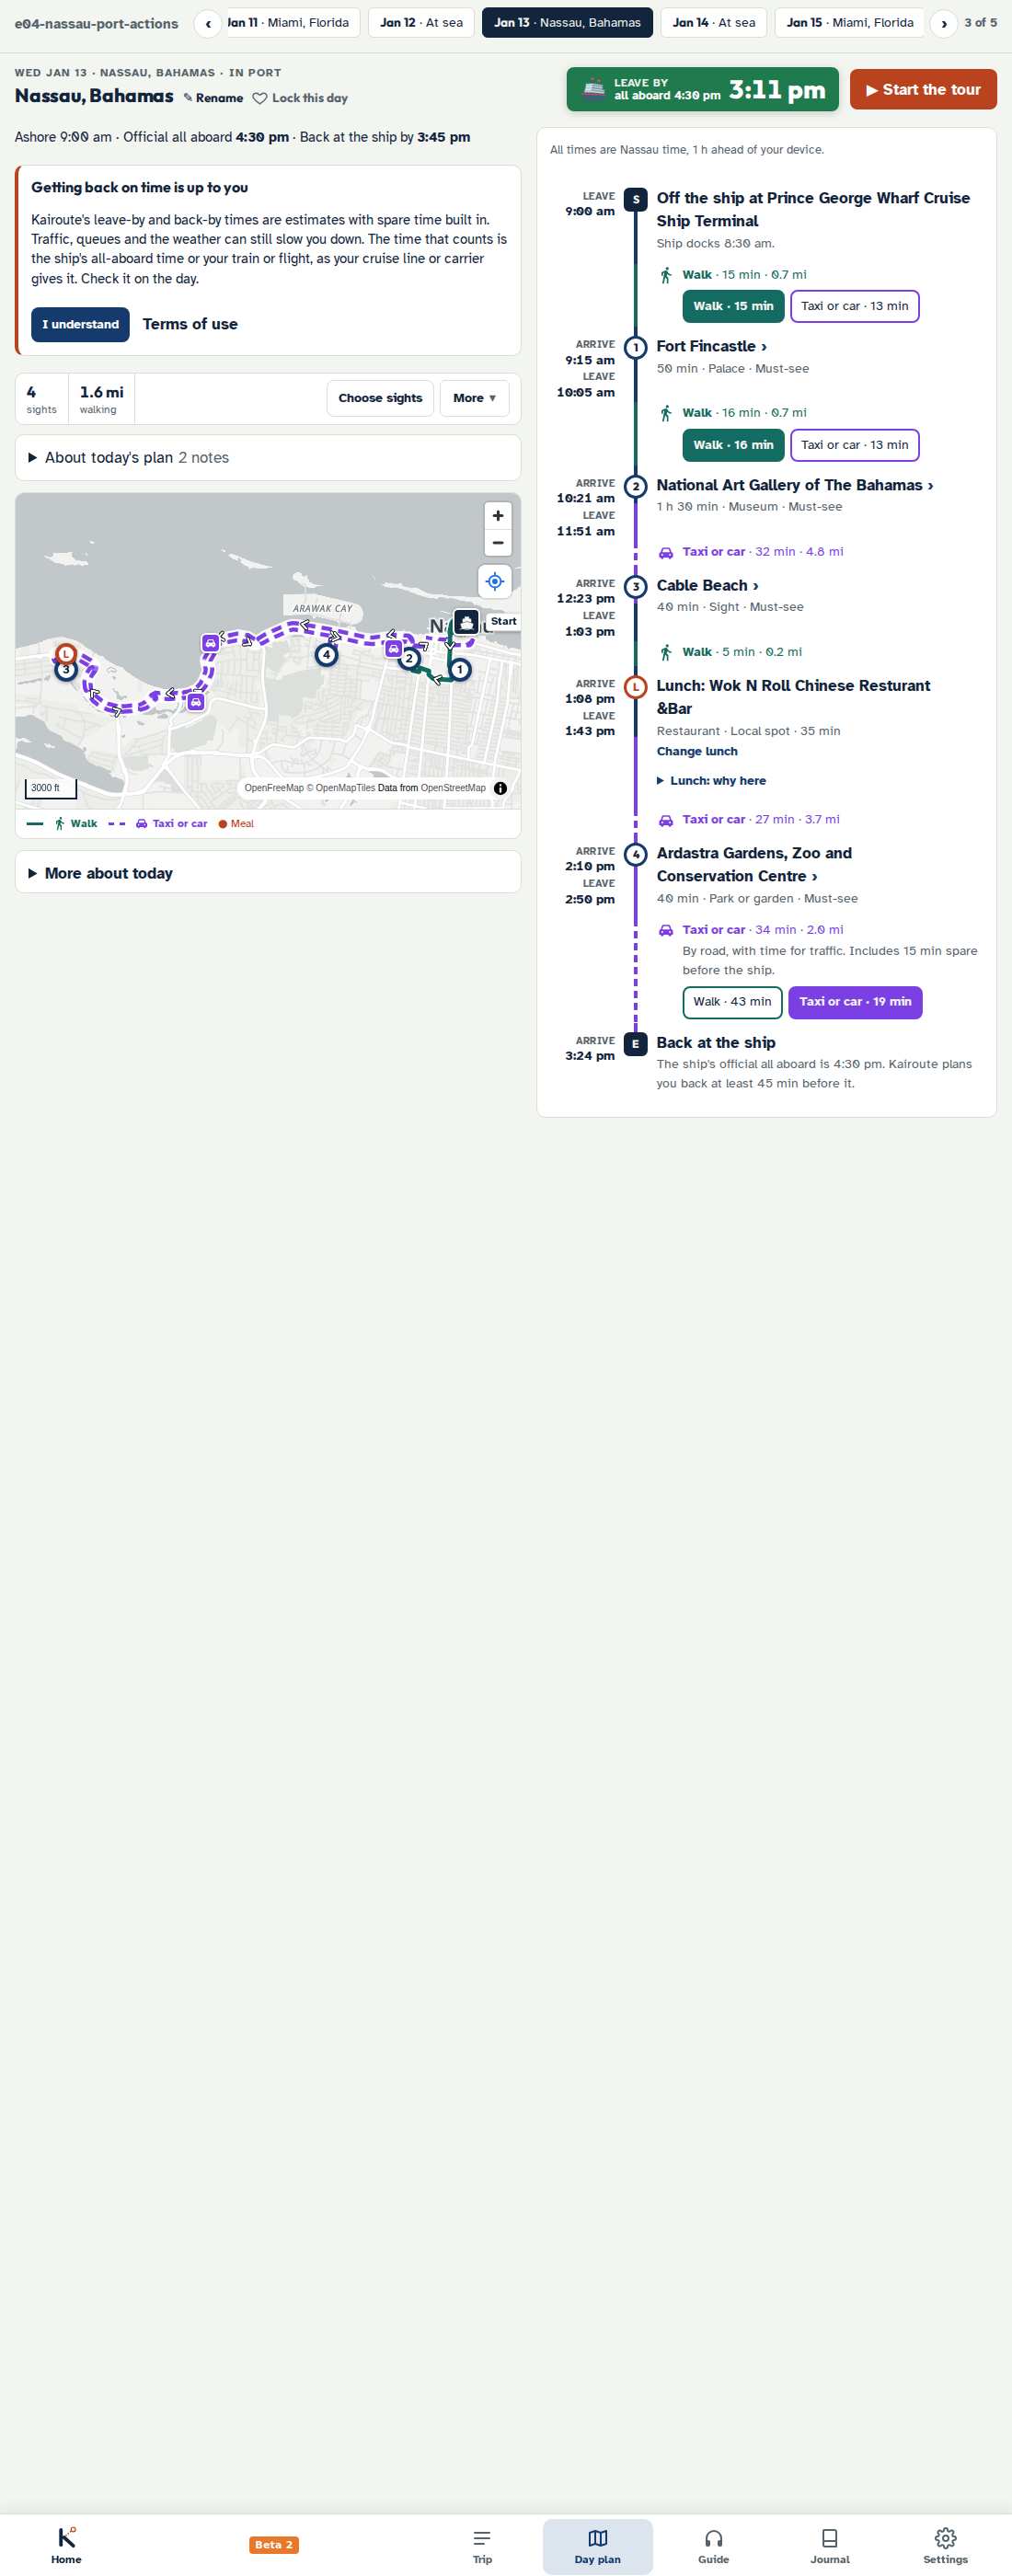 e04-nassau-port-actions
‹
Jan 11 · Miami, Florida
Jan 12 · At sea
Jan 13 · Nassau, Bahamas
Jan 14 · At sea
Jan 15 · Miami, Florida
›
3 of 5
WED JAN 13 · NASSAU, BAHAMAS · IN PORT
Nassau, Bahamas
✎ Rename
Lock this day
LEAVE BY
all aboard 4:30 pm
3:11 pm
▶ Start the tour
Ashore 9:00 am · Official all aboard 4:30 pm · Back at the ship by 3:45 pm
Getting back on time is up to you
Kairoute's leave-by and back-by times are estimates with spare time built in.
Traffic, queues and the weather can still slow you down. The time that counts is
the ship's all-aboard time or your train or flight, as your cruise line or carrier
gives it. Check it on the day.
I understand
Terms of use
4
sights
1.6 mi
walking
Choose sights
More ▼
▶ About today's plan 2 notes
+
−
ARAWAK CAY
Start
L
3
4
2
1
3000 ft
OpenFreeMap © OpenMapTiles Data from OpenStreetMap
Walk
Taxi or car
Meal
▶ More about today
All times are Nassau time, 1 h ahead of your device.
LEAVE
9:00 am
S
Off the ship at Prince George Wharf Cruise
Ship Terminal
Ship docks 8:30 am.
Walk · 15 min · 0.7 mi
Walk · 15 min
Taxi or car · 13 min
ARRIVE
9:15 am
LEAVE
10:05 am
1
Fort Fincastle ›
50 min · Palace · Must-see
Walk · 16 min · 0.7 mi
Walk · 16 min
Taxi or car · 13 min
ARRIVE
10:21 am
LEAVE
11:51 am
2
National Art Gallery of The Bahamas ›
1 h 30 min · Museum · Must-see
Taxi or car · 32 min · 4.8 mi
ARRIVE
12:23 pm
LEAVE
1:03 pm
3
Cable Beach ›
40 min · Sight · Must-see
Walk · 5 min · 0.2 mi
ARRIVE
1:08 pm
LEAVE
1:43 pm
L
Lunch: Wok N Roll Chinese Resturant
&Bar
Restaurant · Local spot · 35 min
Change lunch
▶ Lunch: why here
Taxi or car · 27 min · 3.7 mi
ARRIVE
2:10 pm
LEAVE
2:50 pm
4
Ardastra Gardens, Zoo and
Conservation Centre ›
40 min · Park or garden · Must-see
Taxi or car · 34 min · 2.0 mi
By road, with time for traffic. Includes 15 min spare
before the ship.
Walk · 43 min
Taxi or car · 19 min
ARRIVE
3:24 pm
E
Back at the ship
The ship's official all aboard is 4:30 pm. Kairoute plans
you back at least 45 min before it.
Home
Beta 2
Trip
Day plan
Guide
Journal
Settings